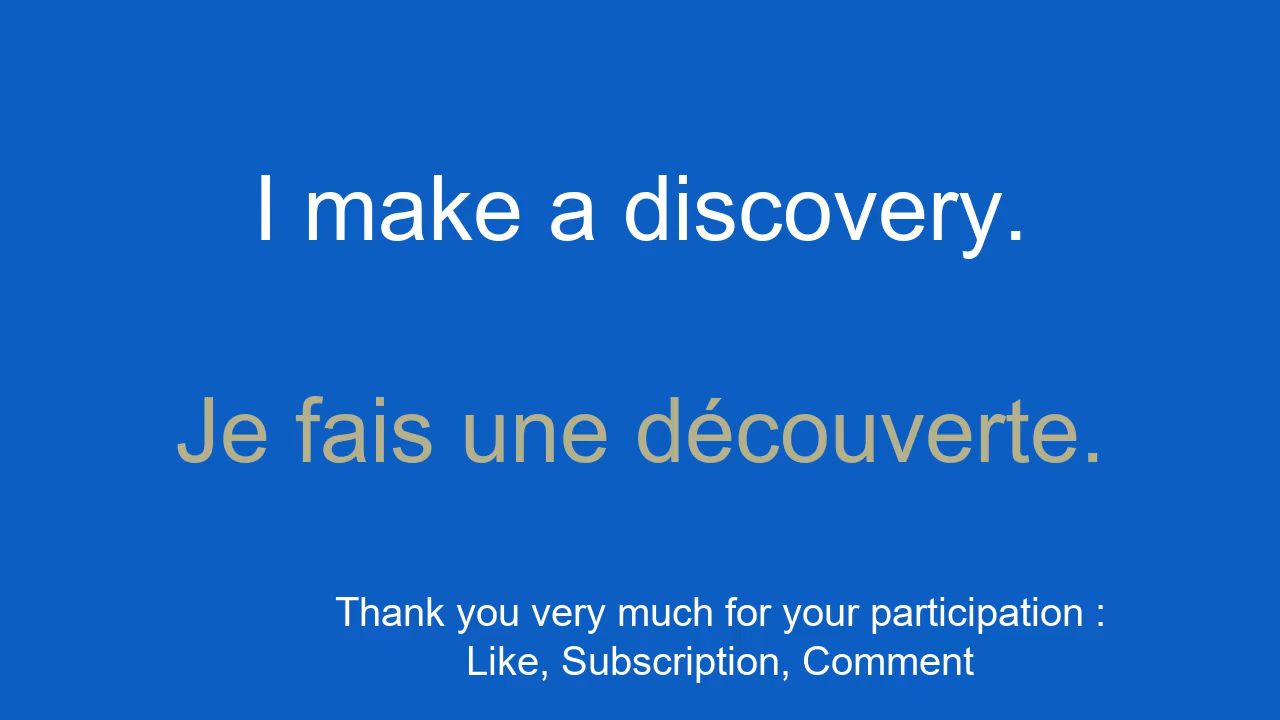 I make a discovery.
Je fais une découverte.
Thank you very much for your participation :
Like, Subscription, Comment